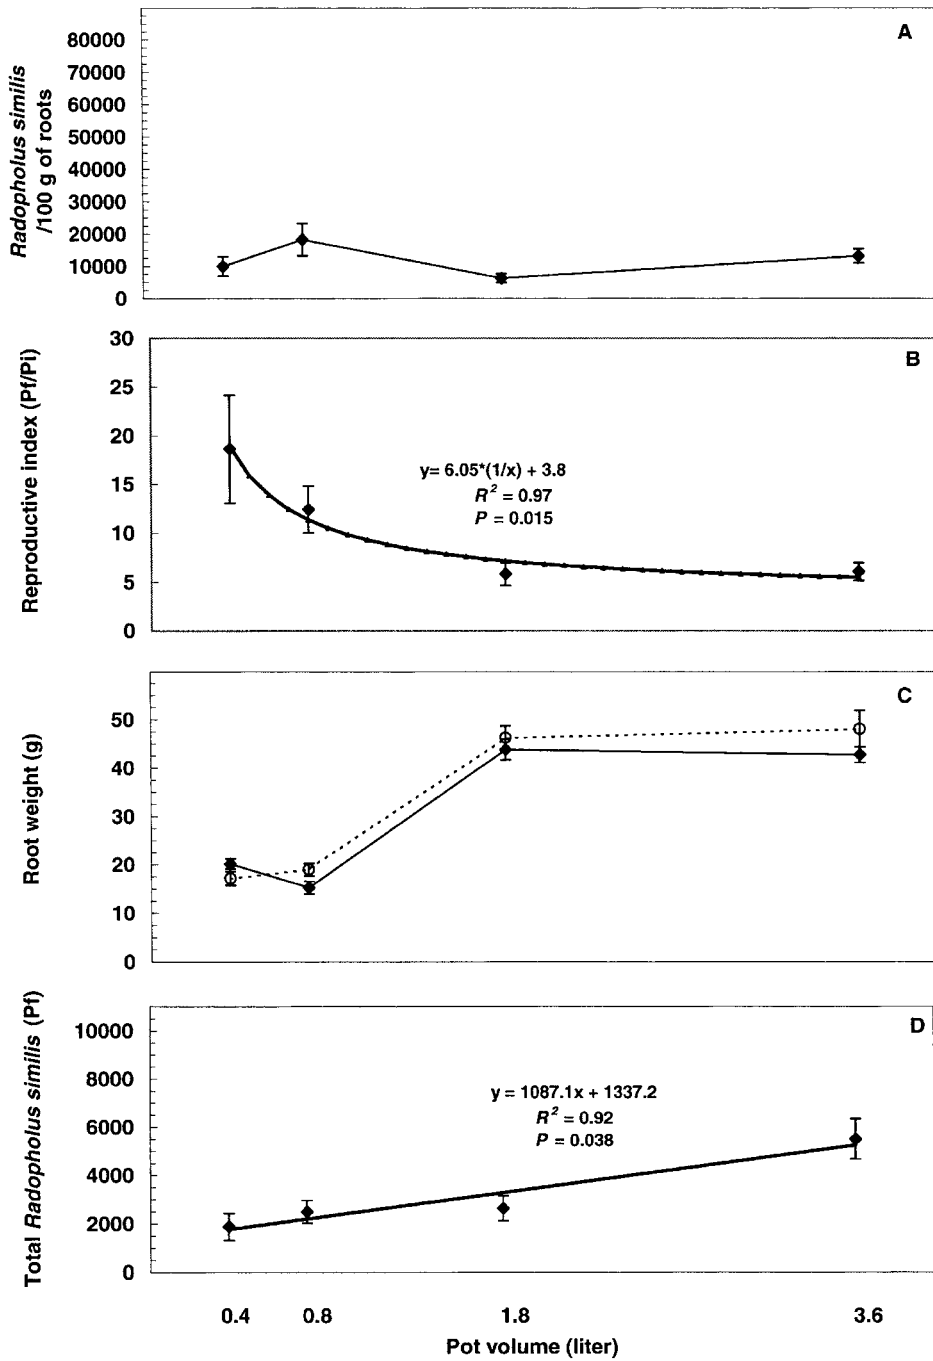 A
Radopholus similis
/100 g of roots
80000
70000
60000
50000
40000
30000
20000
10000
0
B
Reproductive index (Pf/Pi)
30
25
20
15
10
5
0
y= 6.05*(1/x) + 3.8
R² = 0.97
P = 0.015
C
Root weight (g)
50
40
30
20
10
0
D
Total Radopholus similis (Pf)
10000
8000
6000
4000
2000
0
y = 1087.1x + 1337.2
R² = 0.92
P = 0.038
0.4 0.8 1.8 3.6
Pot volume (liter)